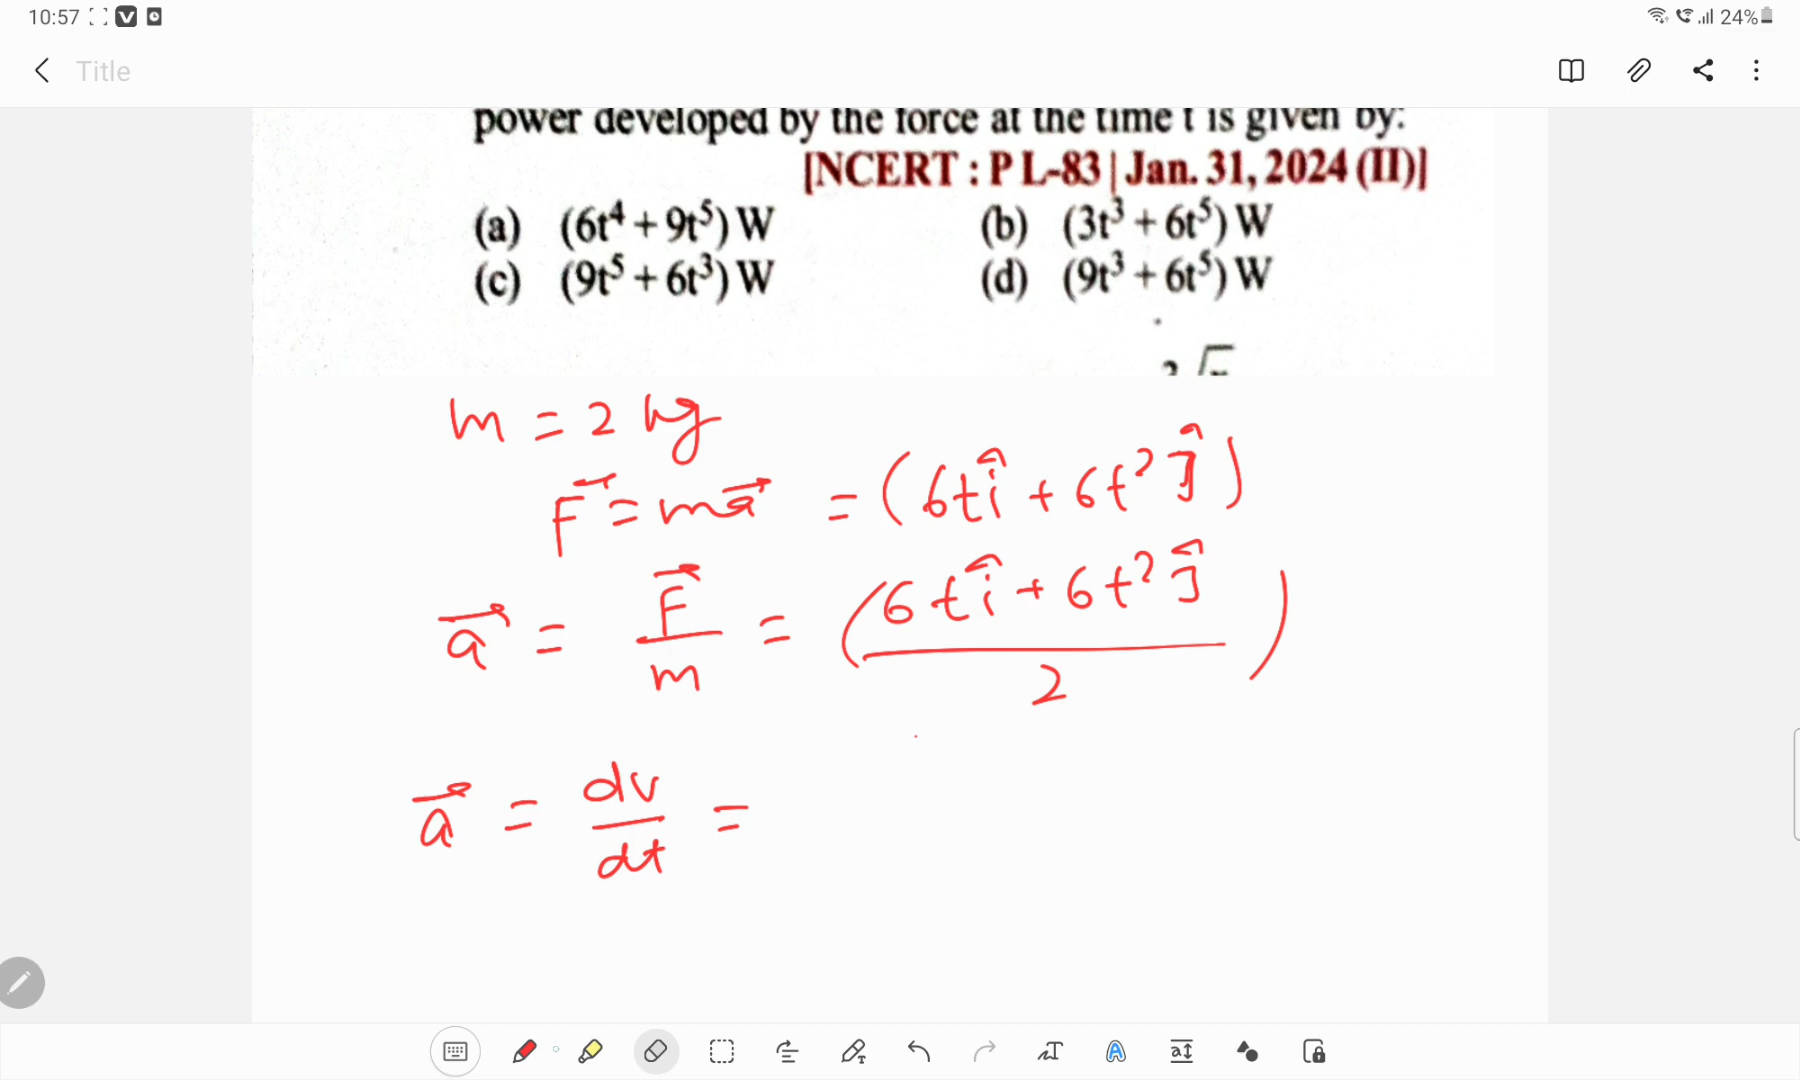 10:57
24%
Title
power developed by the force at the time t is given by:
[NCERT : P L-83 | Jan. 31, 2024 (II)]
(a) (6t⁴ + 9t⁵) W (b) (3t³ + 6t⁵) W
(c) (9t⁵ + 6t³) W (d) (9t³ + 6t⁵) W
m = 2 kg
F⃗ = ma⃗ = (6tî + 6t²ĵ)
a⃗ = F⃗/m = (6tî + 6t²ĵ / 2)
a⃗ = dv/dt =